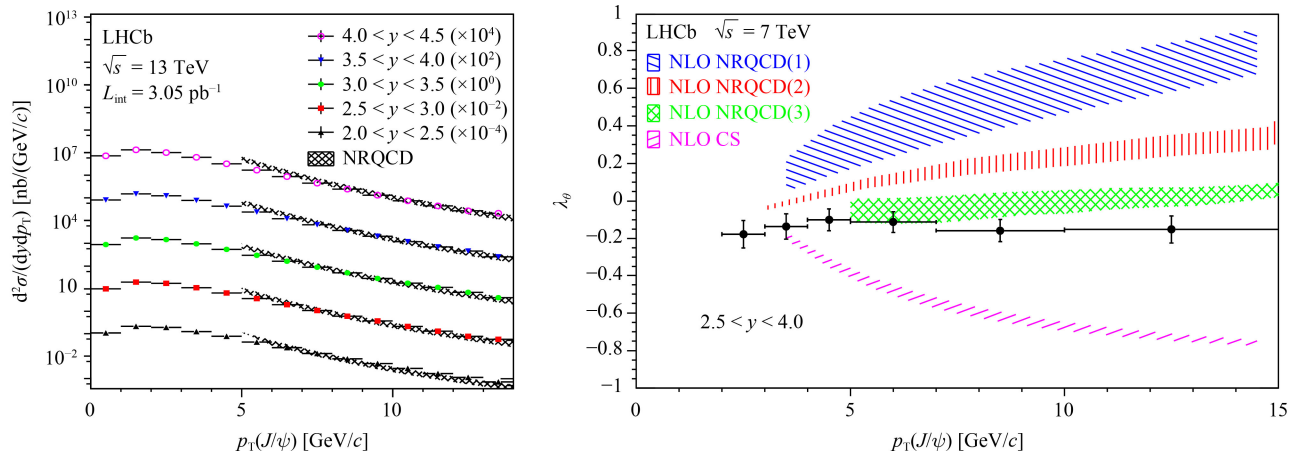 LHCb
√s = 13 TeV
L_int = 3.05 pb⁻¹
4.0 < y < 4.5 (×10⁴)
3.5 < y < 4.0 (×10²)
3.0 < y < 3.5 (×10⁰)
2.5 < y < 3.0 (×10⁻²)
2.0 < y < 2.5 (×10⁻⁴)
NRQCD
d²σ/(dydp_T) [nb/(GeV/c)]
10¹³
10¹⁰
10⁷
10⁴
10
10⁻²
0 5 10
p_T(J/ψ) [GeV/c]
LHCb √s = 7 TeV
NLO NRQCD(1)
NLO NRQCD(2)
NLO NRQCD(3)
NLO CS
2.5 < y < 4.0
λ_θ
1
0.8
0.6
0.4
0.2
0
−0.2
−0.4
−0.6
−0.8
−1
0 5 10 15
p_T(J/ψ) [GeV/c]